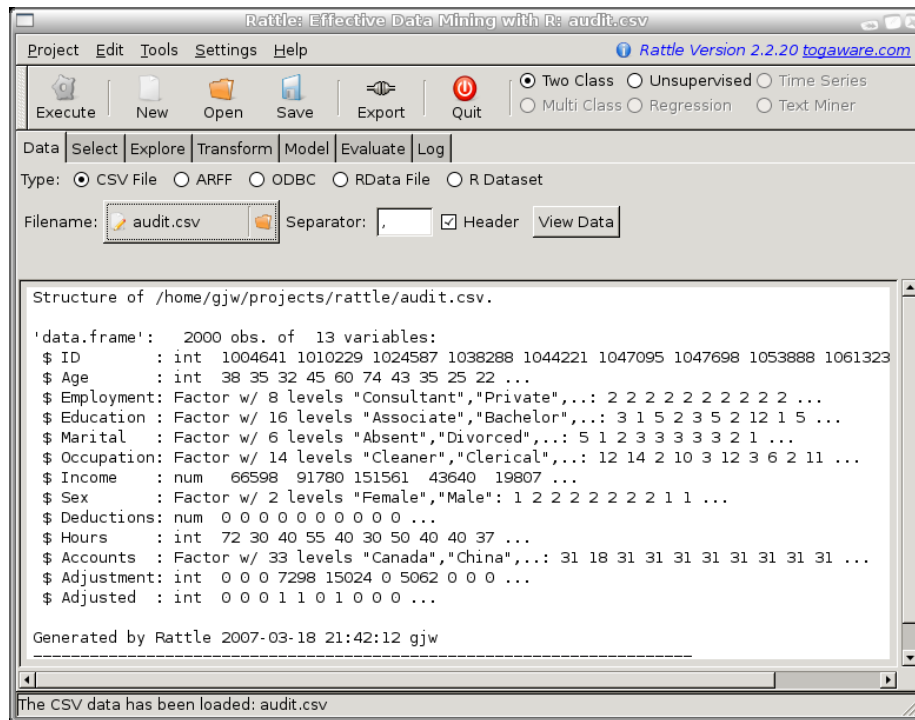 Rattle: Effective Data Mining with R: audit.csv
Project Edit Tools Settings Help Rattle Version 2.2.20 togaware.com
Execute New Open Save Export Quit
Two Class Unsupervised Time Series
Multi Class Regression Text Miner
Data Select Explore Transform Model Evaluate Log
Type: CSV File ARFF ODBC RData File R Dataset
Filename: audit.csv Separator: , Header View Data
Structure of /home/gjw/projects/rattle/audit.csv.
'data.frame': 2000 obs. of 13 variables:
$ ID : int 1004641 1010229 1024587 1038288 1044221 1047095 1047698 1053888 1061323
$ Age : int 38 35 32 45 60 74 43 35 25 22 ...
$ Employment: Factor w/ 8 levels "Consultant","Private",..: 2 2 2 2 2 2 2 2 2 2 ...
$ Education : Factor w/ 16 levels "Associate","Bachelor",..: 3 1 5 2 3 5 2 12 1 5 ...
$ Marital : Factor w/ 6 levels "Absent","Divorced",..: 5 1 2 3 3 3 3 3 2 1 ...
$ Occupation: Factor w/ 14 levels "Cleaner","Clerical",..: 12 14 2 10 3 12 3 6 2 11 ...
$ Income : num 66598 91780 151561 43640 19807 ...
$ Sex : Factor w/ 2 levels "Female","Male": 1 2 2 2 2 2 2 2 1 1 ...
$ Deductions: num 0 0 0 0 0 0 0 0 0 0 ...
$ Hours : int 72 30 40 55 40 30 50 40 40 37 ...
$ Accounts : Factor w/ 33 levels "Canada","China",..: 31 18 31 31 31 31 31 31 31 31 ...
$ Adjustment: int 0 0 0 7298 15024 0 5062 0 0 0 ...
$ Adjusted : int 0 0 0 1 1 0 1 0 0 0 ...
Generated by Rattle 2007-03-18 21:42:12 gjw
The CSV data has been loaded: audit.csv